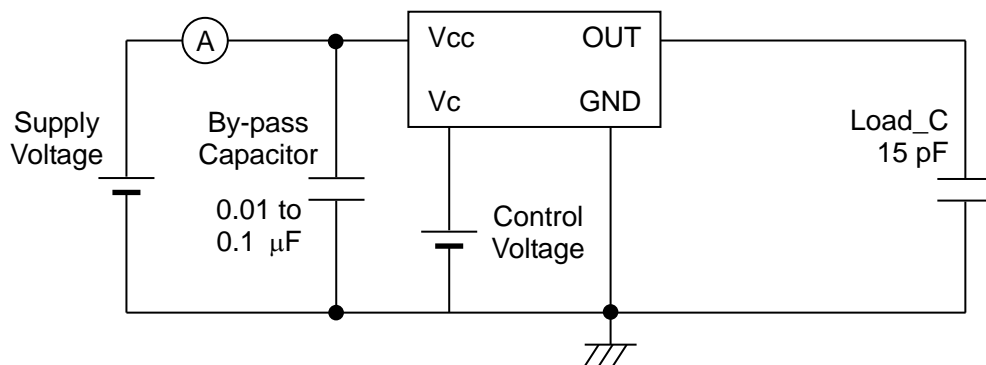 A
Vcc
OUT
Vc
GND
Supply
Voltage
By-pass
Capacitor
0.01 to
0.1 μF
Control
Voltage
Load_C
15 pF